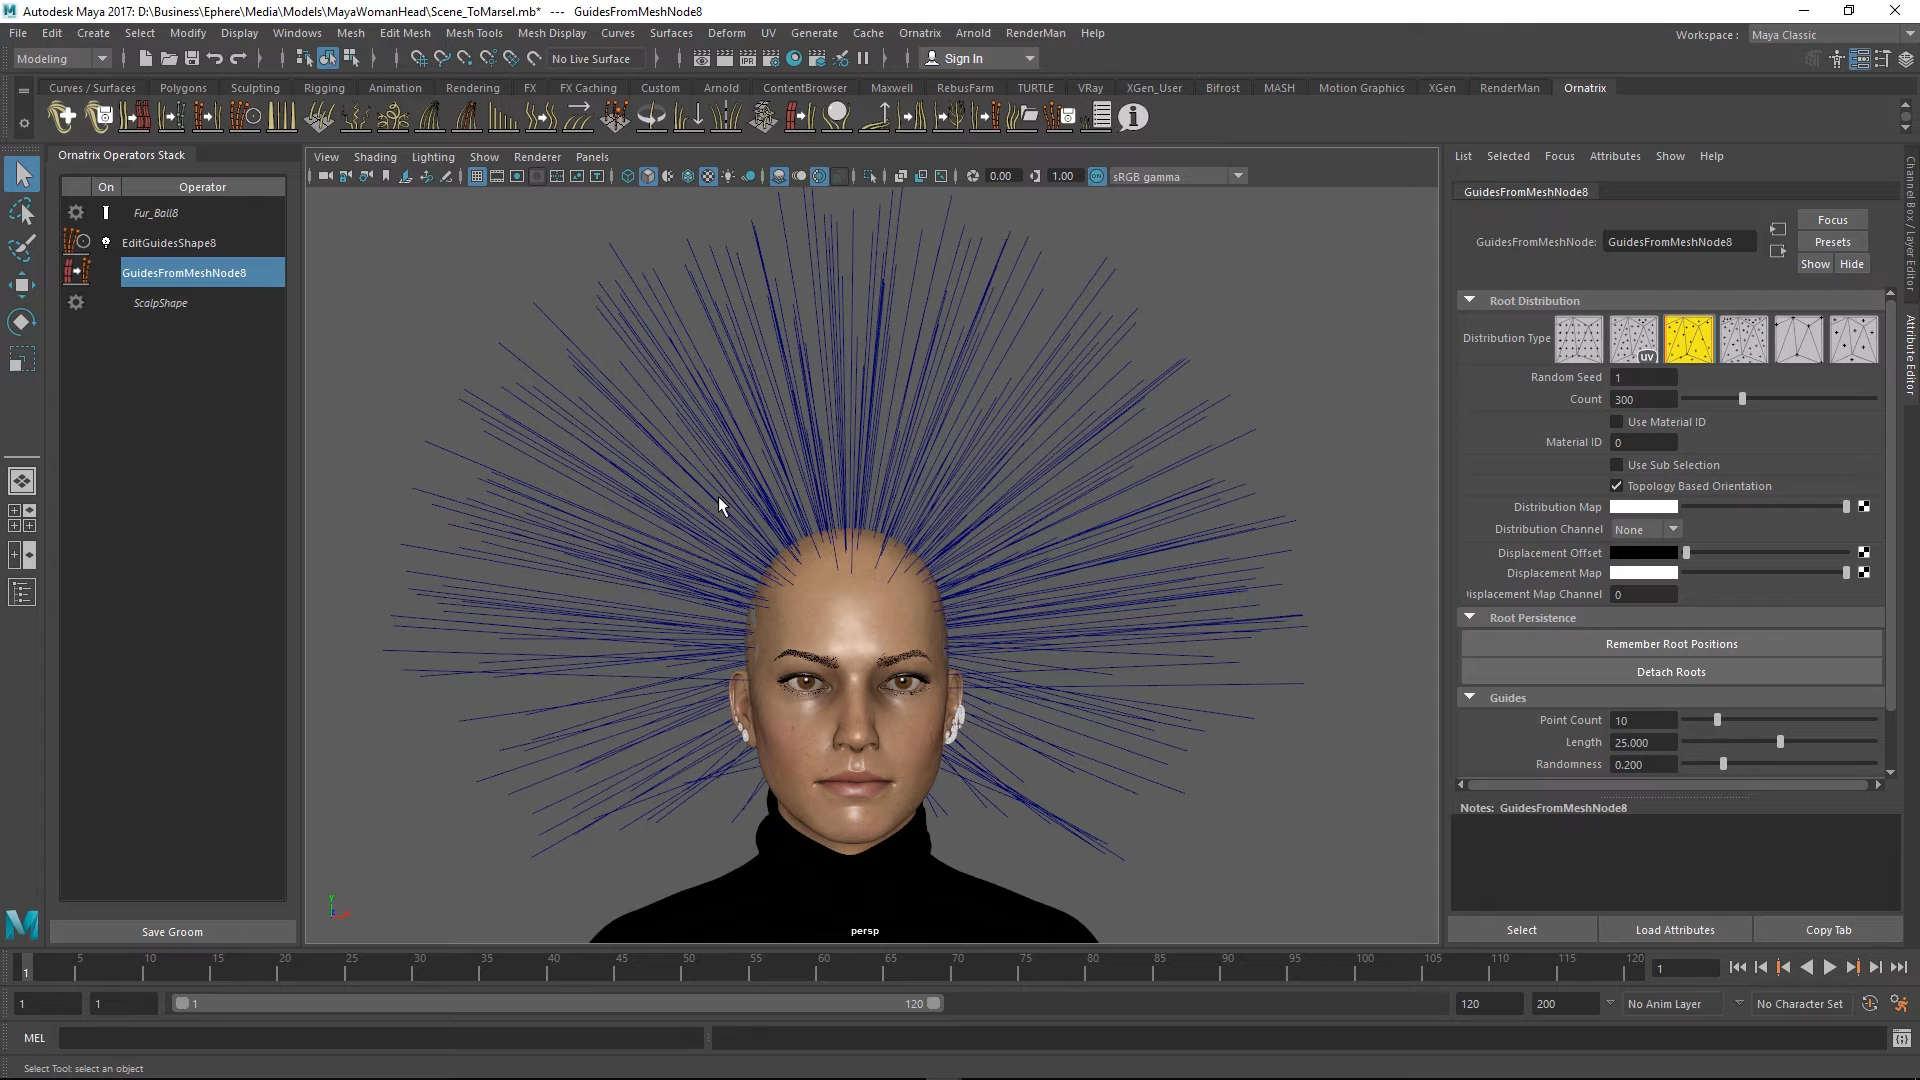 Autodesk Maya 2017: D:\Business\Ephere\Media\Models\MayaWomanHead\Scene_ToMarsel.mb* --- GuidesFromMeshNode8
File Edit Create Select Modify Display Windows Mesh Edit Mesh Mesh Tools Mesh Display Curves Surfaces Deform UV Generate Cache Ornatrix Arnold RenderMan Help
Workspace : Maya Classic
Modeling No Live Surface Sign In
Curves / Surfaces Polygons Sculpting Rigging Animation Rendering FX FX Caching Custom Arnold ContentBrowser Maxwell RebusFarm TURTLE VRay XGen_User Bifrost MASH Motion Graphics XGen RenderMan Ornatrix
Ornatrix Operators Stack
On Operator
Fur_Ball8
EditGuidesShape8
GuidesFromMeshNode8
ScalpShape
Save Groom
View Shading Lighting Show Renderer Panels
0.00 1.00 ON sRGB gamma
persp
y
List Selected Focus Attributes Show Help
GuidesFromMeshNode8
GuidesFromMeshNode: GuidesFromMeshNode8
Focus
Presets
Show Hide
Root Distribution
Distribution Type UV
Random Seed 1
Count 300
Use Material ID
Material ID 0
Use Sub Selection
Topology Based Orientation
Distribution Map
Distribution Channel None
Displacement Offset
Displacement Map
isplacement Map Channel 0
Root Persistence
Remember Root Positions
Detach Roots
Guides
Point Count 10
Length 25.000
Randomness 0.200
Notes: GuidesFromMeshNode8
Select Load Attributes Copy Tab
Channel Box / Layer Editor
Attribute Editor
1 5 10 15 20 25 30 35 40 45 50 55 60 65 70 75 80 85 90 95 100 105 110 115 120 1
1 1 1 120 120 200 No Anim Layer No Character Set
MEL
Select Tool: select an object